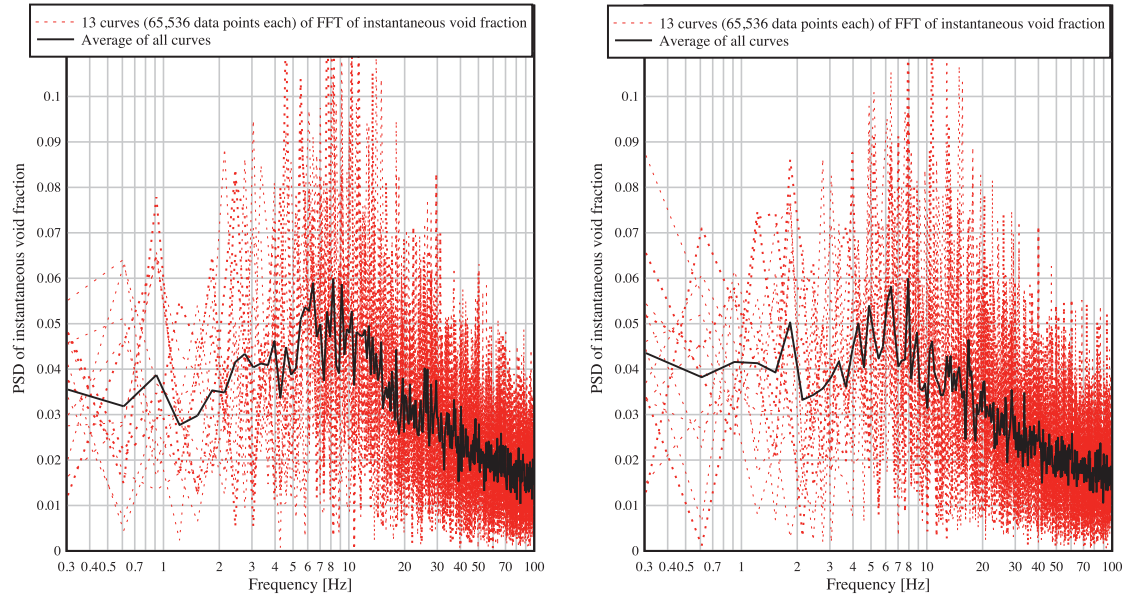 13 curves (65,536 data points each) of FFT of instantaneous void fraction
Average of all curves
PSD of instantaneous void fraction
0.1
0.09
0.08
0.07
0.06
0.05
0.04
0.03
0.02
0.01
0
0.3 0.40.5 0.7 1 2 3 4 5 6 7 8 10 20 30 40 50 70 100
Frequency [Hz]
13 curves (65,536 data points each) of FFT of instantaneous void fraction
Average of all curves
PSD of instantaneous void fraction
0.1
0.09
0.08
0.07
0.06
0.05
0.04
0.03
0.02
0.01
0
0.3 0.40.5 0.7 1 2 3 4 5 6 7 8 10 20 30 40 50 70 100
Frequency [Hz]